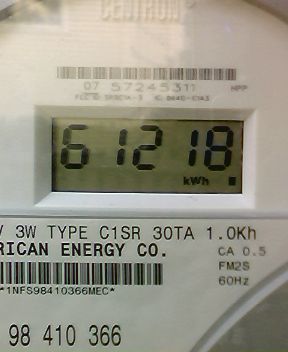 CENTRON
07 57245311
HPP
61218
kWh
V 3W TYPE C1SR 30TA 1.0Kh
RICAN ENERGY CO.
CA 0.5
FM2S
60Hz
*1NFS98410366MEC*
98 410 366